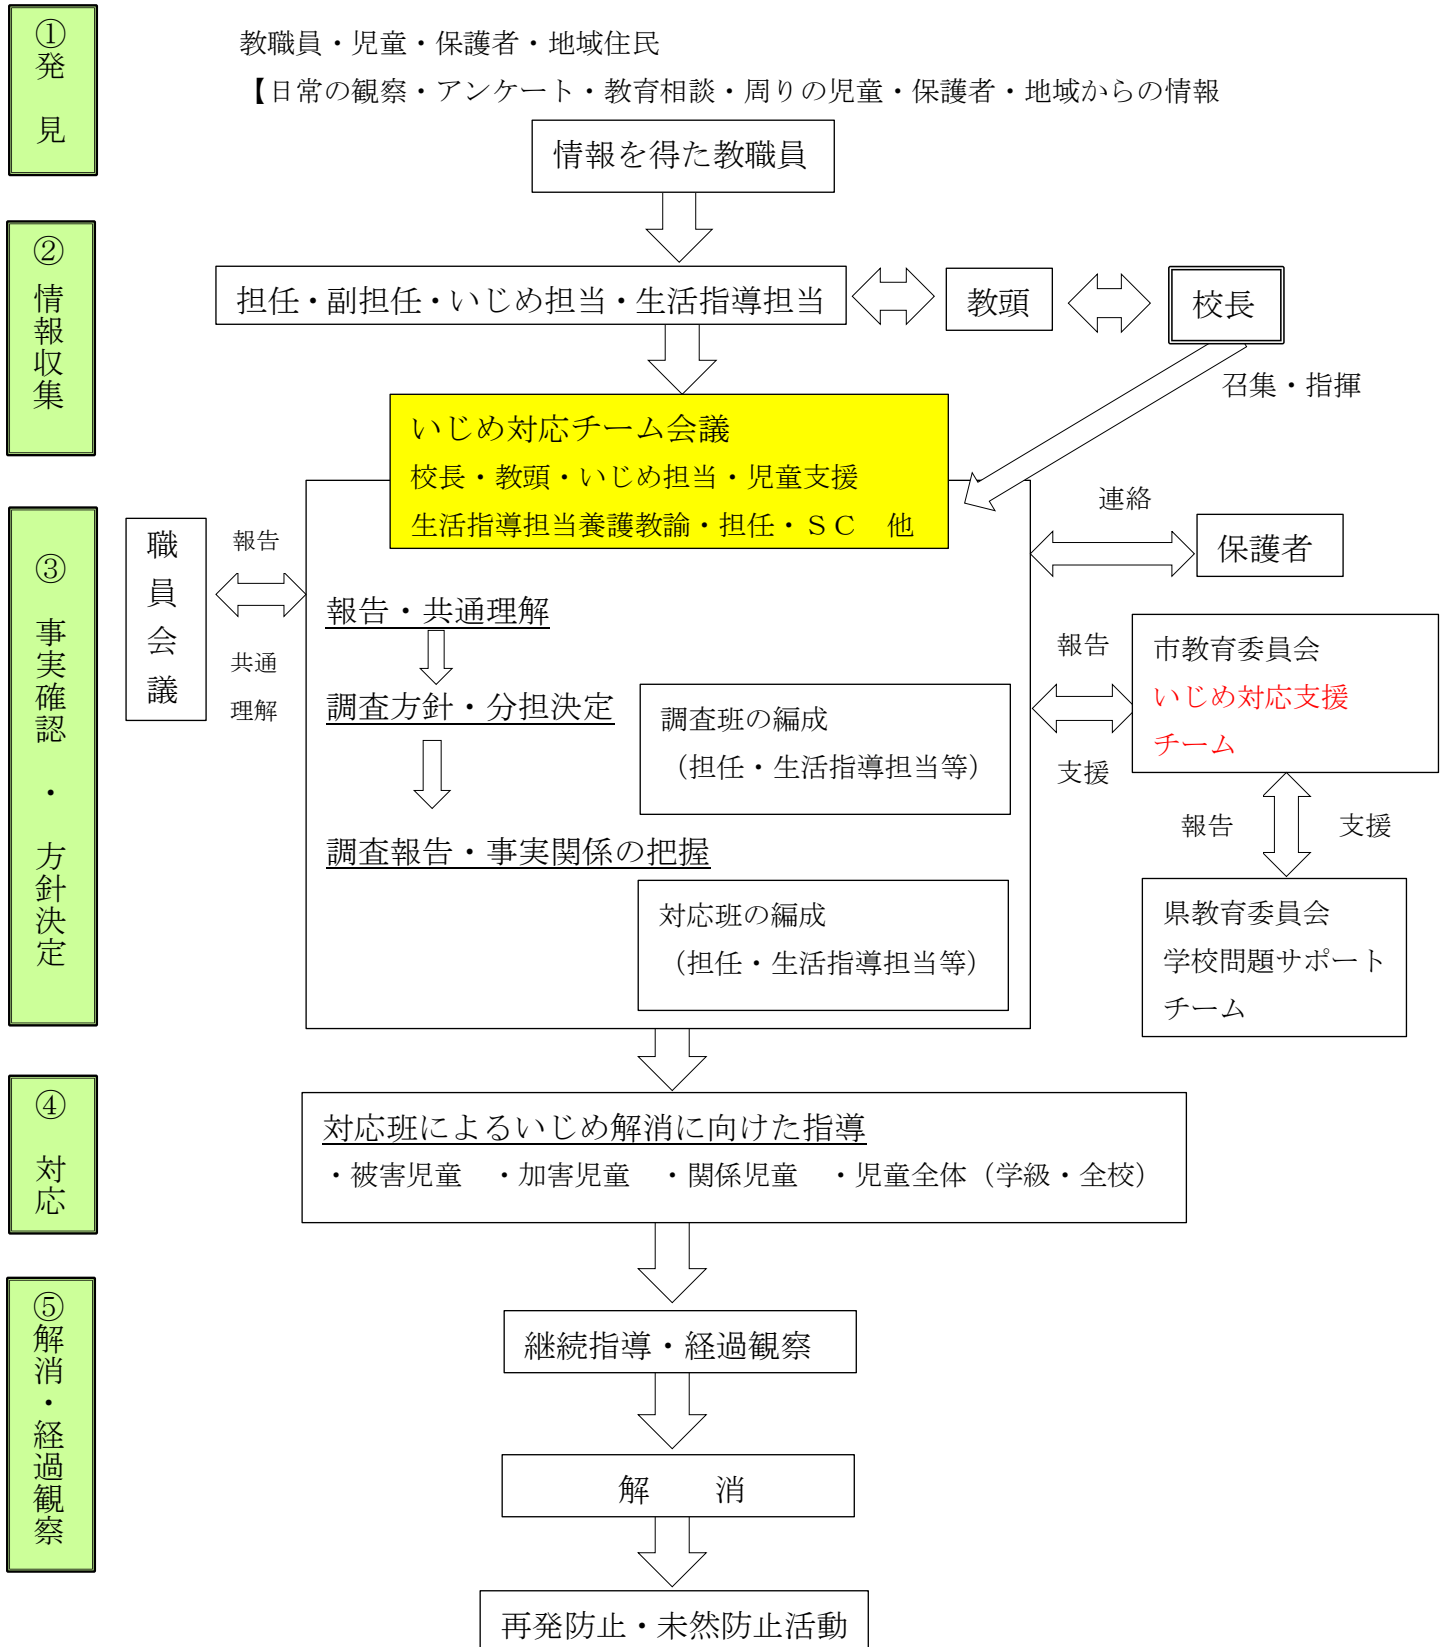 ①発見
教職員・児童・保護者・地域住民
【日常の観察・アンケート・教育相談・周りの児童・保護者・地域からの情報
情報を得た教職員
②情報収集
担任・副担任・いじめ担当・生活指導担当
教頭
校長
召集・指揮
いじめ対応チーム会議
校長・教頭・いじめ担当・児童支援
生活指導担当養護教諭・担任・ＳＣ　他
③ 事実確認・方針決定
職員会議
報告
共通
理解
連絡
保護者
報告・共通理解
調査方針・分担決定
調査班の編成
（担任・生活指導担当等）
報告
支援
市教育委員会
いじめ対応支援
チーム
調査報告・事実関係の把握
対応班の編成
（担任・生活指導担当等）
報告
支援
県教育委員会
学校問題サポート
チーム
④ 対応
対応班によるいじめ解消に向けた指導
・被害児童　・加害児童　・関係児童　・児童全体（学級・全校）
⑤解消・経過観察
継続指導・経過観察
解　消
再発防止・未然防止活動